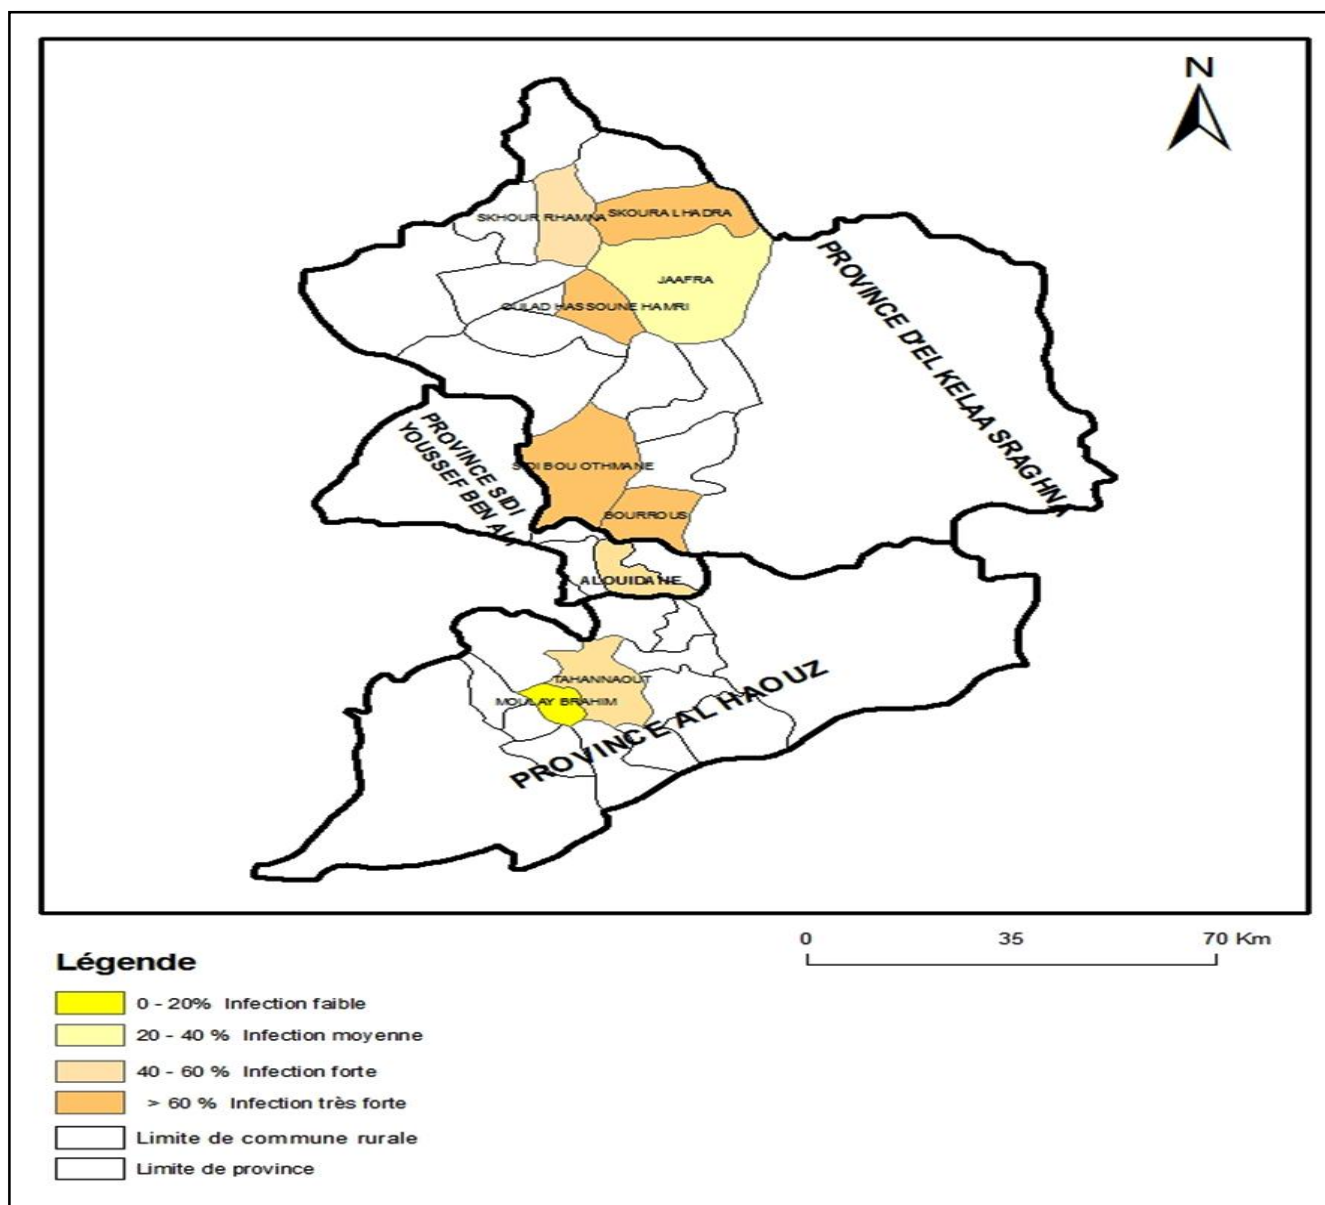 N
SKHOUR RHAMNA
SKOURA LHADRA
JAAFRA
OULAD HASSOUNE HAMRI
PROVINCE D'EL KELAA SRAGHNA
PROVINCE SIDI
YOUSSEF BEN ALI
SIDI BOU OTHMANE
BOURROUS
ALOUIDANE
TAHANNAOUT
MOULAY BRAHIM
PROVINCE AL HAOUZ
0 35 70 Km
Légende
0 - 20% Infection faible
20 - 40 % Infection moyenne
40 - 60 % Infection forte
> 60 % Infection très forte
Limite de commune rurale
Limite de province